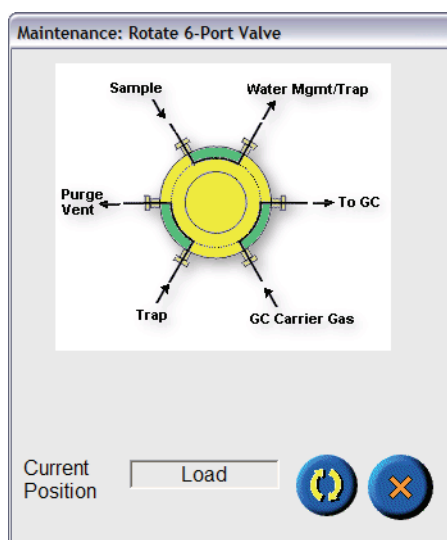 Maintenance: Rotate 6-Port Valve
Sample
Water Mgmt/Trap
Purge
Vent
To GC
Trap
GC Carrier Gas
Current
Position
Load